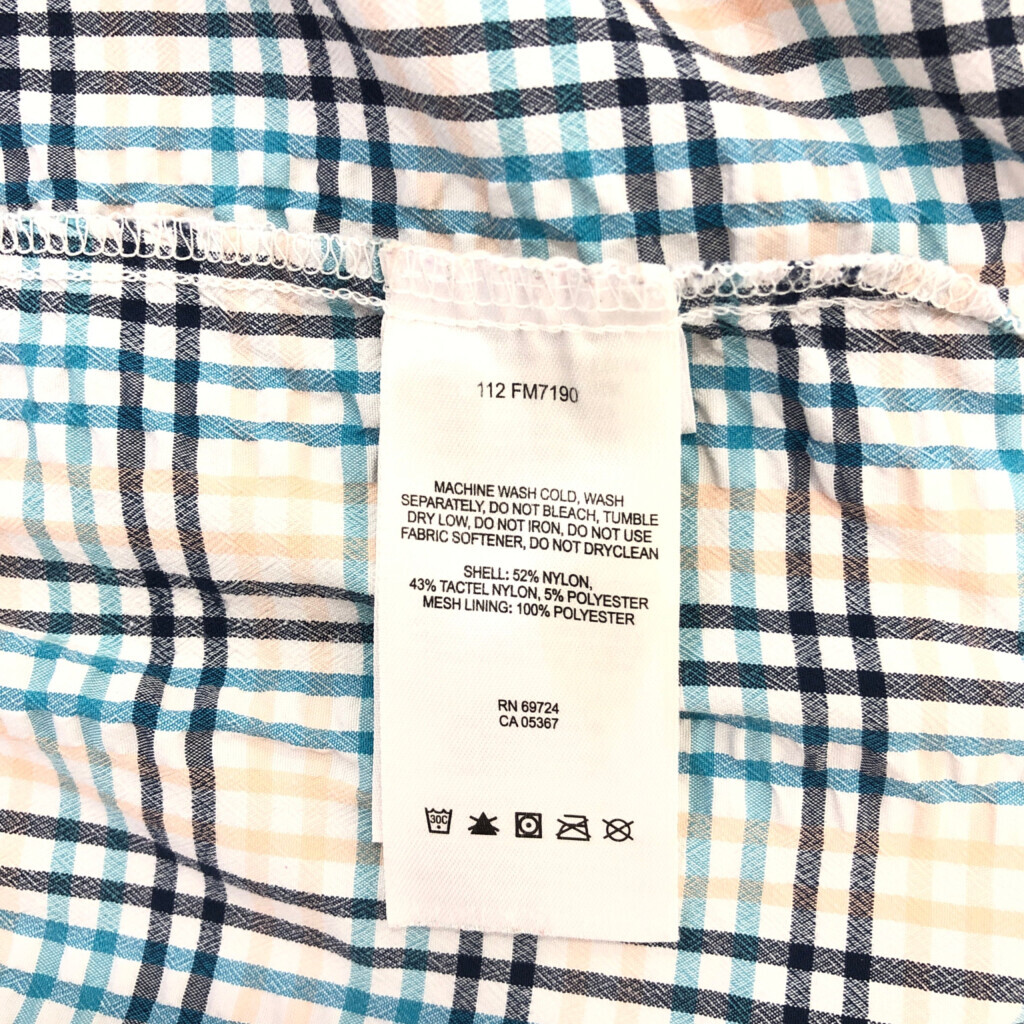 112 FM7190
MACHINE WASH COLD, WASH
SEPARATELY, DO NOT BLEACH, TUMBLE
DRY LOW, DO NOT IRON, DO NOT USE
FABRIC SOFTENER, DO NOT DRYCLEAN
SHELL: 52% NYLON,
43% TACTEL NYLON, 5% POLYESTER
MESH LINING: 100% POLYESTER
RN 69724
CA 05367
30C